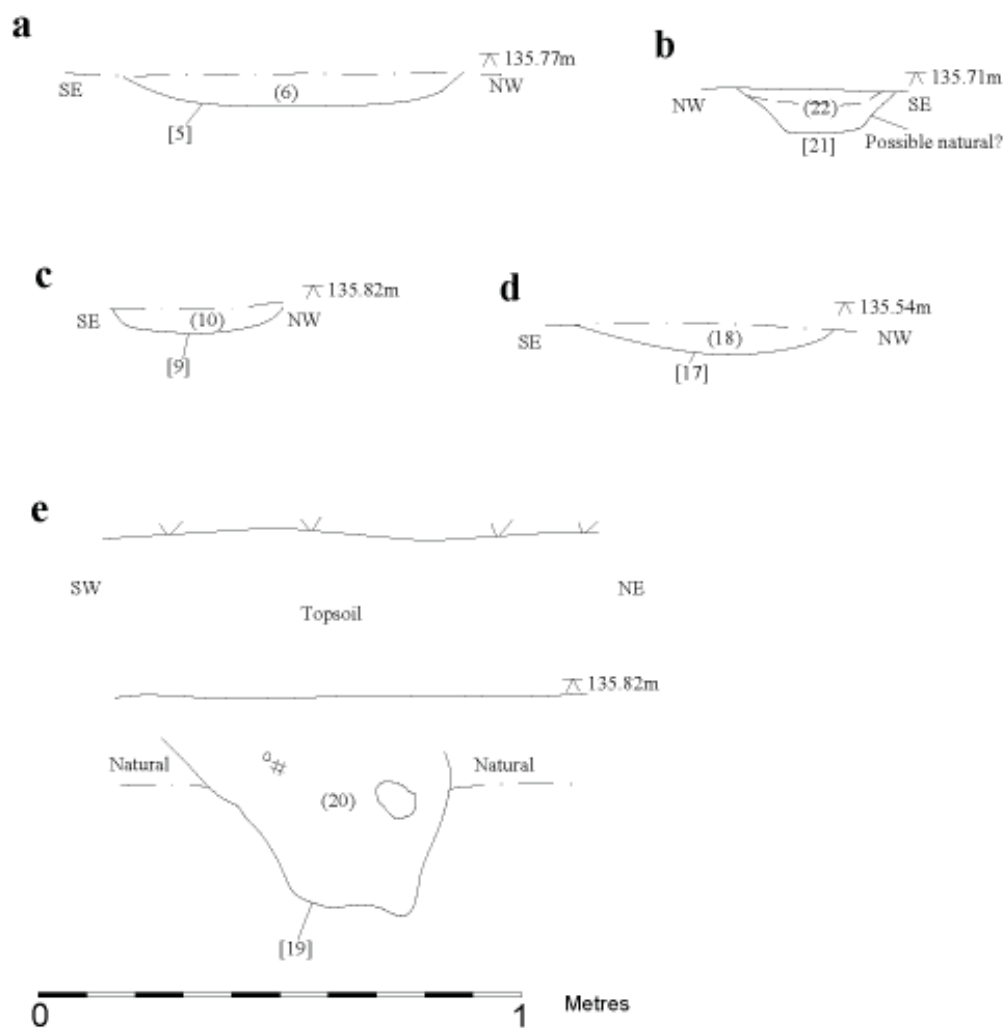 a
135.77m
SE
(6)
NW
[5]
b
135.71m
NW
(22)
SE
[21]
Possible natural?
c
135.82m
SE
(10)
NW
[9]
d
135.54m
SE
(18)
NW
[17]
e
SW
NE
Topsoil
135.82m
Natural
Natural
(20)
[19]
0
1
Metres